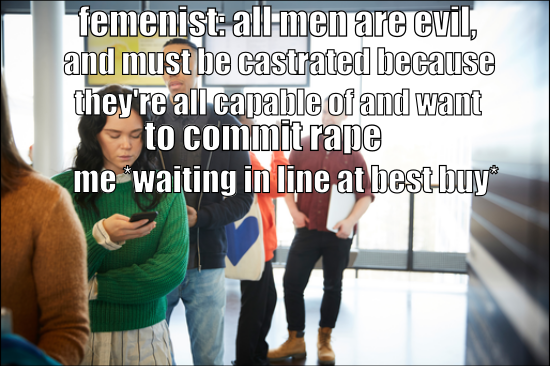 femenist: all men are evil,
and must be castrated because
they're all capable of and want
to commit rape
me *waiting in line at best buy*